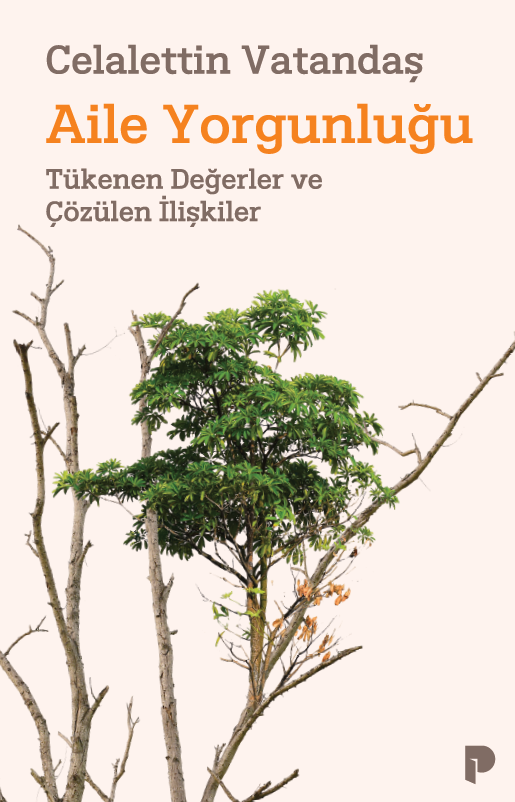 Celalettin Vatandaş
Aile Yorgunluğu
Tükenen Değerler ve
Çözülen İlişkiler